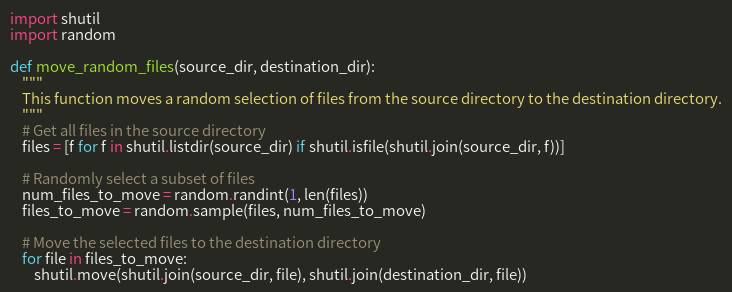 import shutil
import random

def move_random_files(source_dir, destination_dir):
    """
    This function moves a random selection of files from the source directory to the destination directory.
    """
    # Get all files in the source directory
    files = [f for f in shutil.listdir(source_dir) if shutil.isfile(shutil.join(source_dir, f))]

    # Randomly select a subset of files
    num_files_to_move = random.randint(1, len(files))
    files_to_move = random.sample(files, num_files_to_move)

    # Move the selected files to the destination directory
    for file in files_to_move:
        shutil.move(shutil.join(source_dir, file), shutil.join(destination_dir, file))